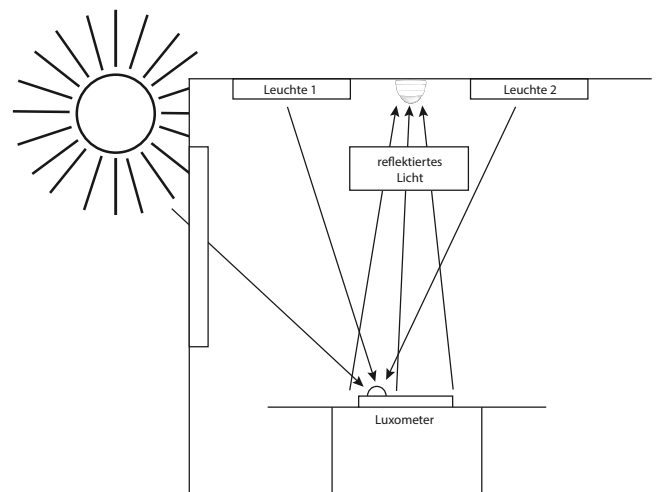 Leuchte 1
Leuchte 2
reflektiertes
Licht
Luxometer